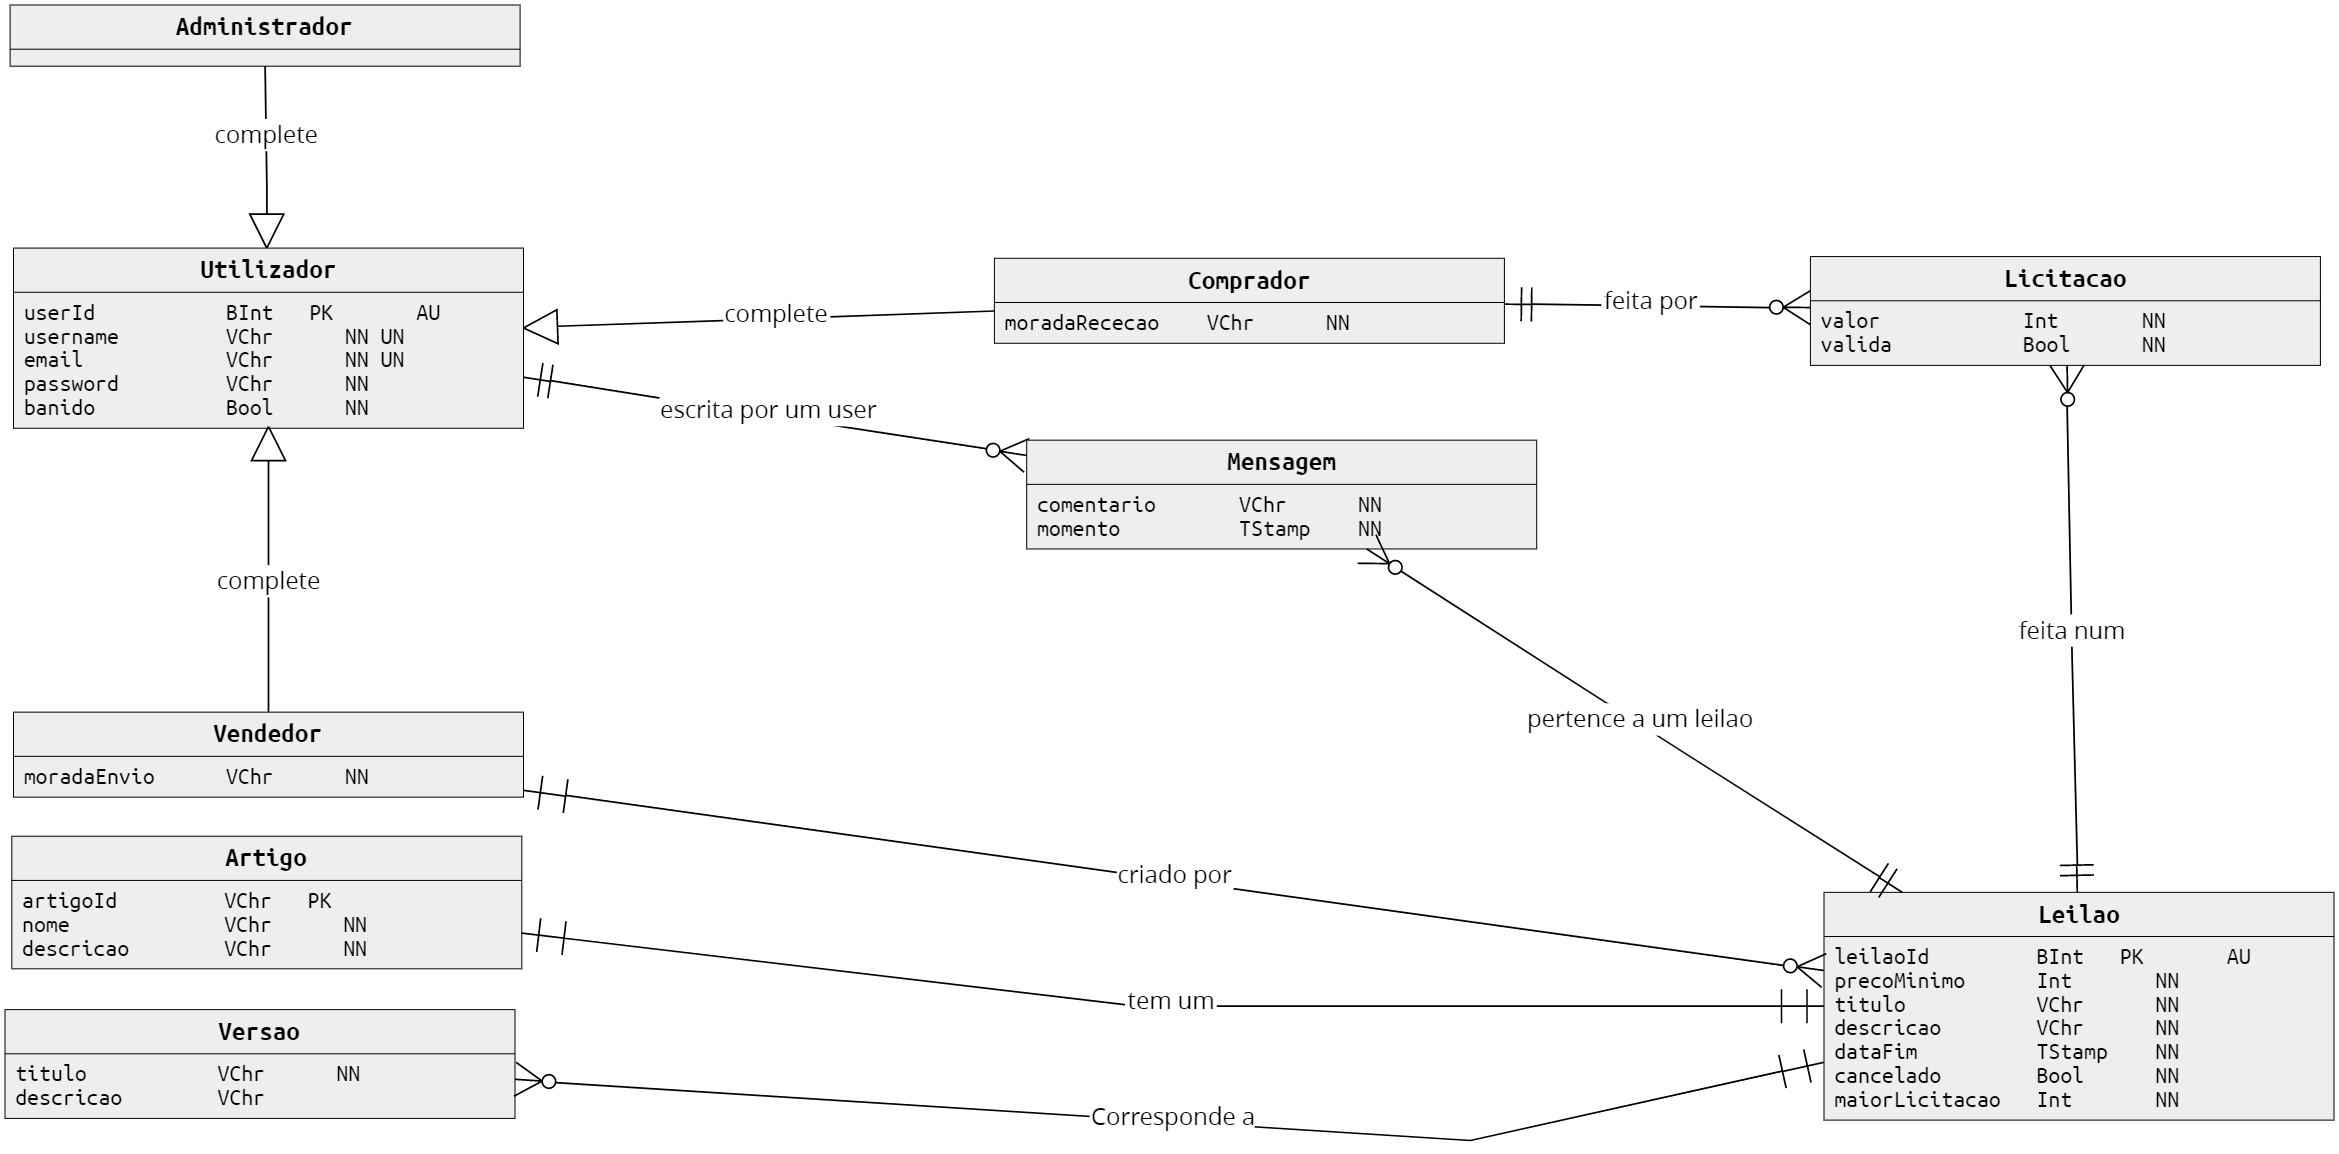 Administrador
complete
Utilizador
userId BInt PK AU
username VChr NN UN
email VChr NN UN
password VChr NN
banido Bool NN
complete
Comprador
moradaRececao VChr NN
feita por
Licitacao
valor Int NN
valida Bool NN
escrita por um user
Mensagem
comentario VChr NN
momento TStamp NN
complete
feita num
pertence a um leilao
Vendedor
moradaEnvio VChr NN
criado por
Artigo
artigoId VChr PK
nome VChr NN
descricao VChr NN
tem um
Leilao
leilaoId BInt PK AU
precoMinimo Int NN
titulo VChr NN
descricao VChr NN
dataFim TStamp NN
cancelado Bool NN
maiorLicitacao Int NN
Versao
titulo VChr NN
descricao VChr
Corresponde a